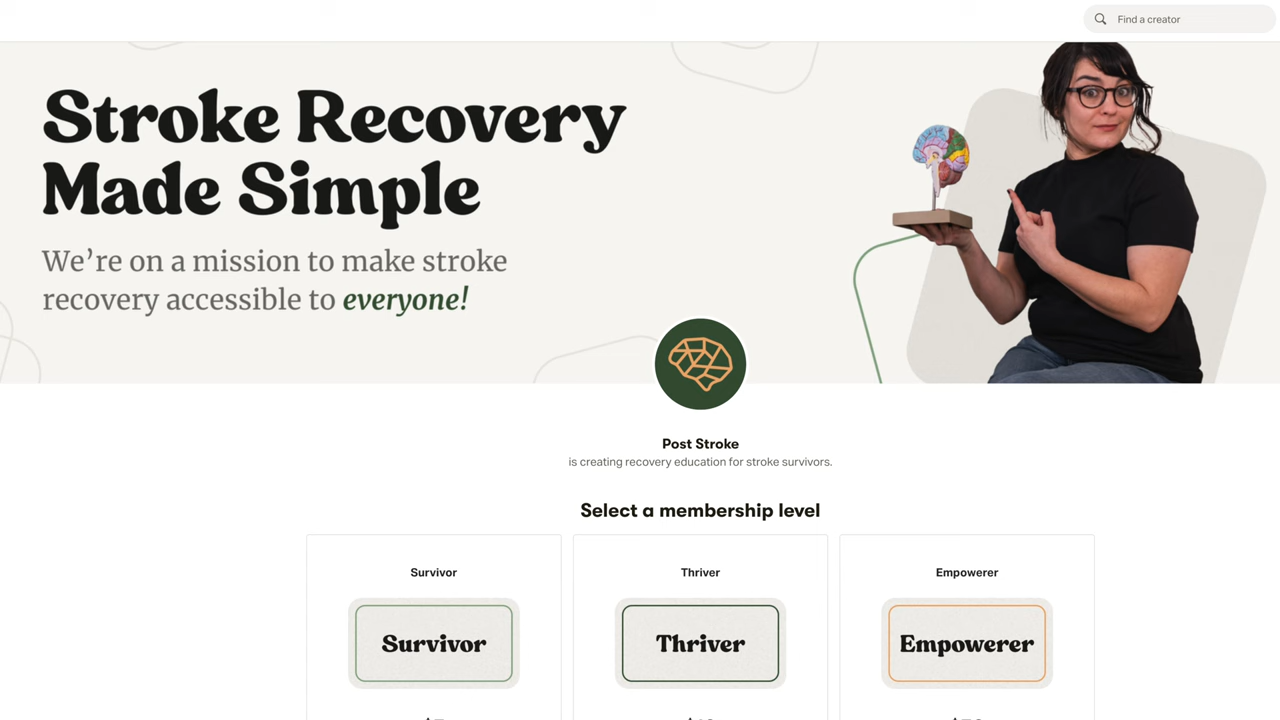 Find a creator
Stroke Recovery
Made Simple
We’re on a mission to make stroke
recovery accessible to everyone!
Post Stroke
is creating recovery education for stroke survivors.
Select a membership level
Survivor
Thriver
Empowerer
Survivor
Thriver
Empowerer